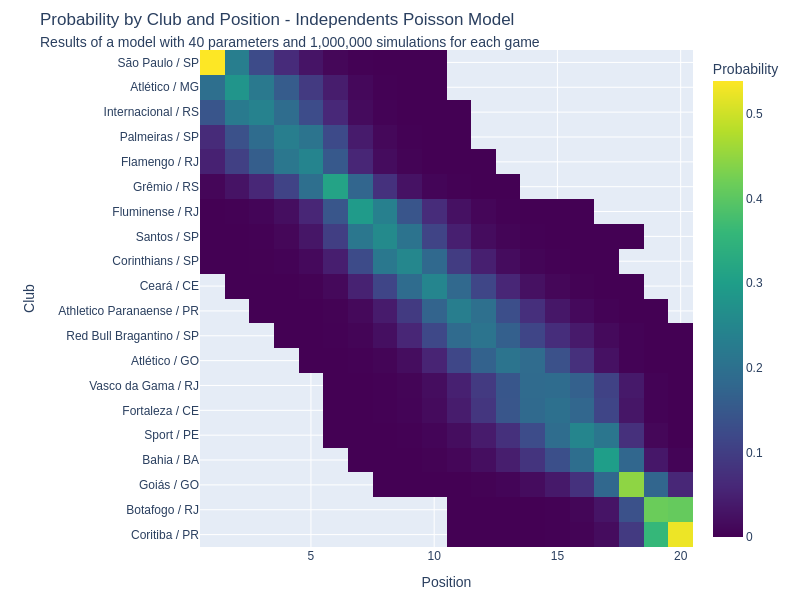 Probability by Club and Position - Independents Poisson Model
Results of a model with 40 parameters and 1,000,000 simulations for each game
Probability
Club
São Paulo / SP
Atlético / MG
Internacional / RS
Palmeiras / SP
Flamengo / RJ
Grêmio / RS
Fluminense / RJ
Santos / SP
Corinthians / SP
Ceará / CE
Athletico Paranaense / PR
Red Bull Bragantino / SP
Atlético / GO
Vasco da Gama / RJ
Fortaleza / CE
Sport / PE
Bahia / BA
Goiás / GO
Botafogo / RJ
Coritiba / PR
0.5
0.4
0.3
0.2
0.1
0
5 10 15 20
Position